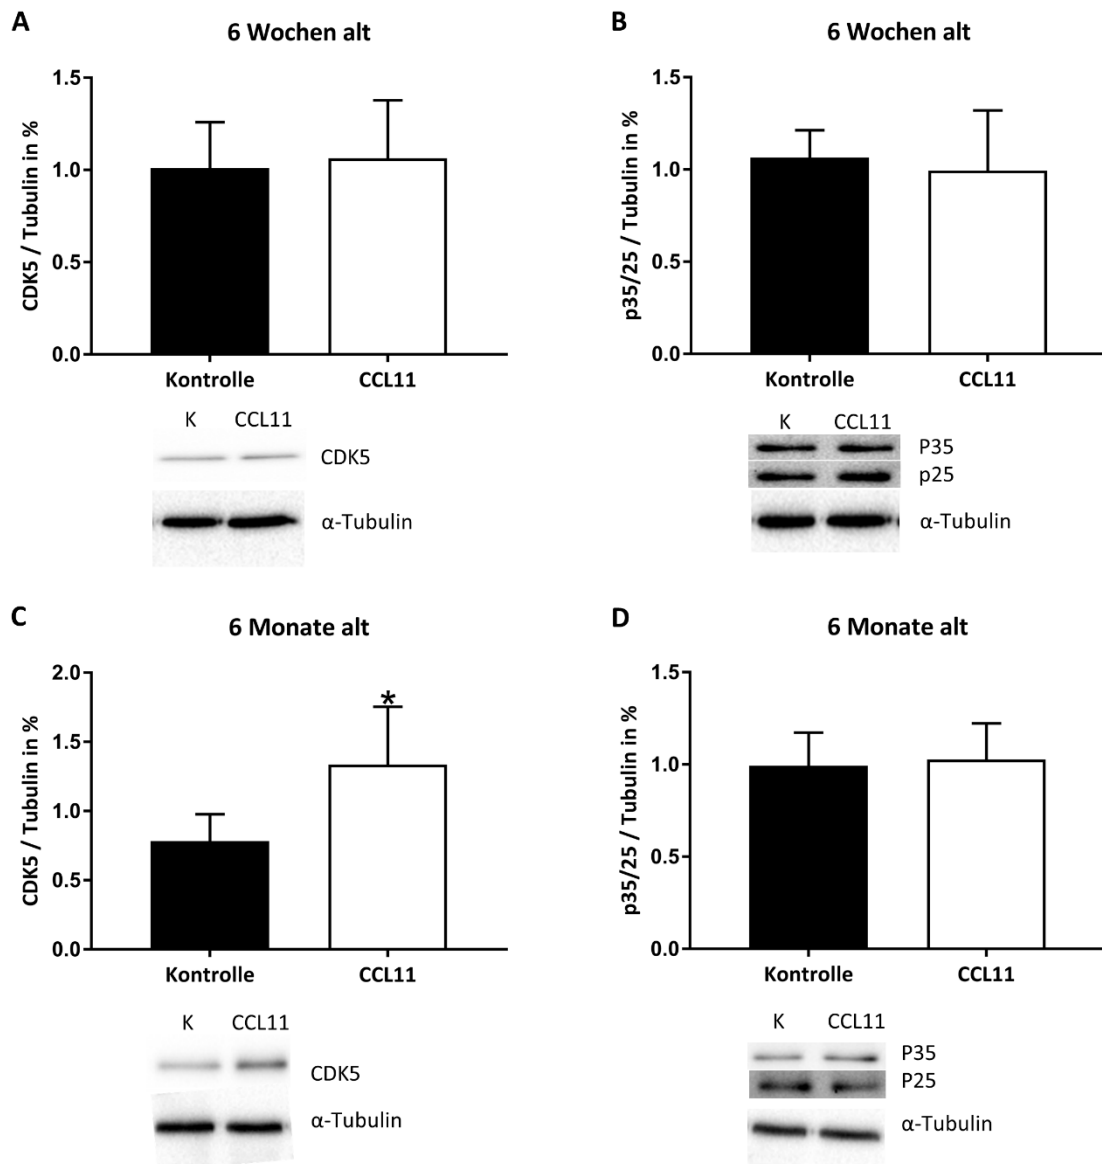 A
6 Wochen alt
CDK5 / Tubulin in %
1.5
1.0
0.5
0.0
Kontrolle CCL11
K CCL11
CDK5
α-Tubulin
B
6 Wochen alt
p35/25 / Tubulin in %
1.5
1.0
0.5
0.0
Kontrolle CCL11
K CCL11
P35
p25
α-Tubulin
C
6 Monate alt
CDK5 / Tubulin in %
2.0
1.5
1.0
0.5
0.0
*
Kontrolle CCL11
K CCL11
CDK5
α-Tubulin
D
6 Monate alt
p35/25 / Tubulin in %
1.5
1.0
0.5
0.0
Kontrolle CCL11
K CCL11
P35
P25
α-Tubulin